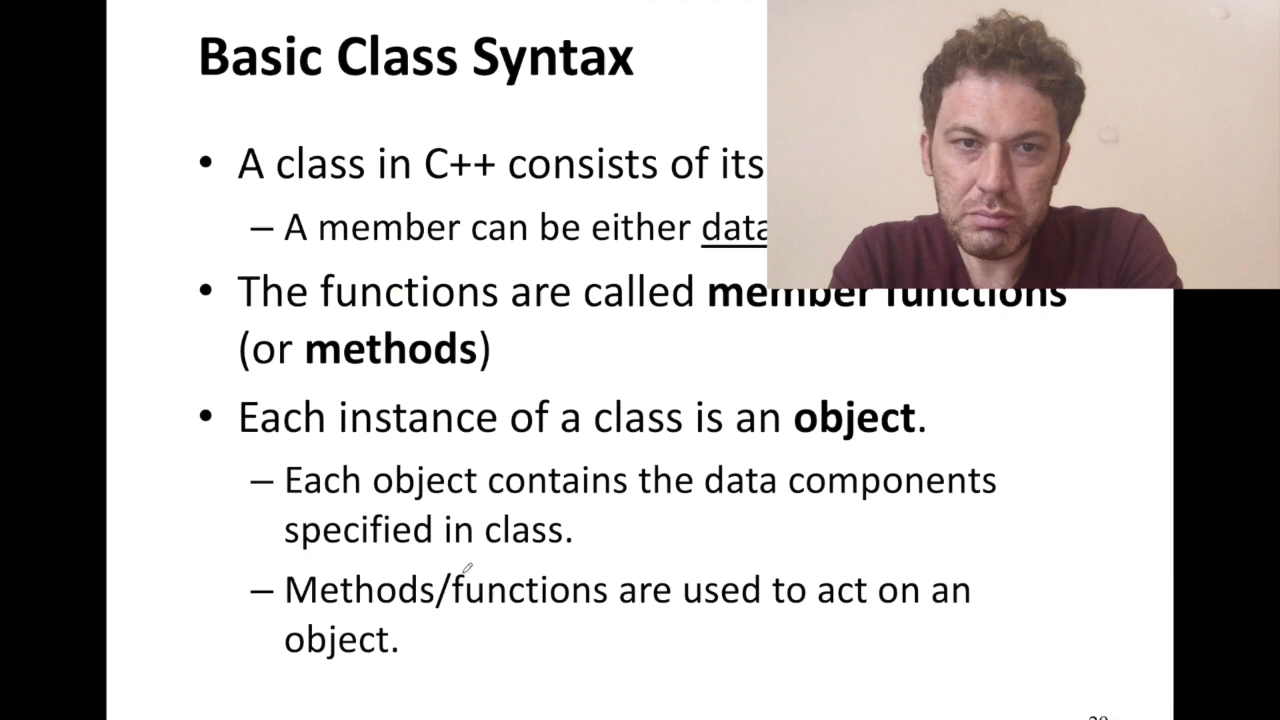 Basic Class Syntax
• A class in C++ consists of its
– A member can be either data
• The functions are called member functions
(or methods)
• Each instance of a class is an object.
– Each object contains the data components
specified in class.
– Methods/functions are used to act on an
object.